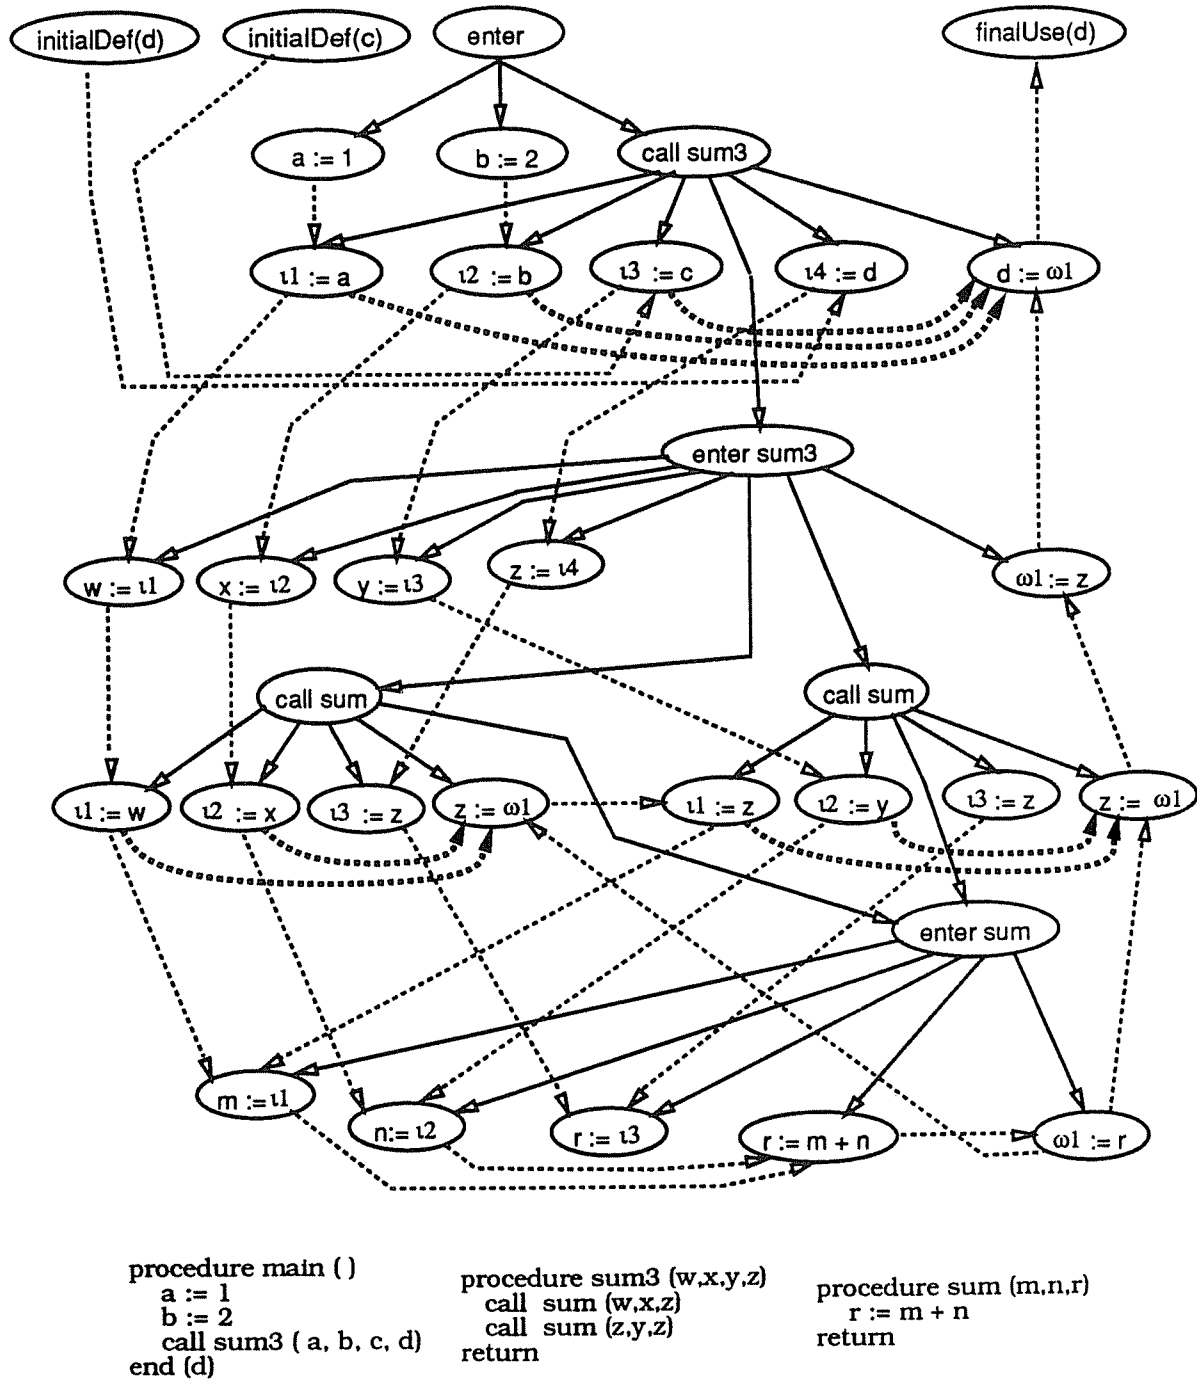 initialDef(d)
initialDef(c)
enter
finalUse(d)
a := 1
b := 2
call sum3
ι1 := a
ι2 := b
ι3 := c
ι4 := d
d := ω1
enter sum3
w := ι1
x := ι2
y := ι3
z := ι4
ω1 := z
call sum
call sum
ι1 := w
ι2 := x
ι3 := z
z := ω1
ι1 := z
ι2 := y
ι3 := z
z := ω1
enter sum
m := ι1
n:= ι2
r := ι3
r := m + n
ω1 := r
procedure main ( )
a := 1
b := 2
call sum3 ( a, b, c, d)
end (d)
procedure sum3 (w,x,y,z)
call sum (w,x,z)
call sum (z,y,z)
return
procedure sum (m,n,r)
r := m + n
return